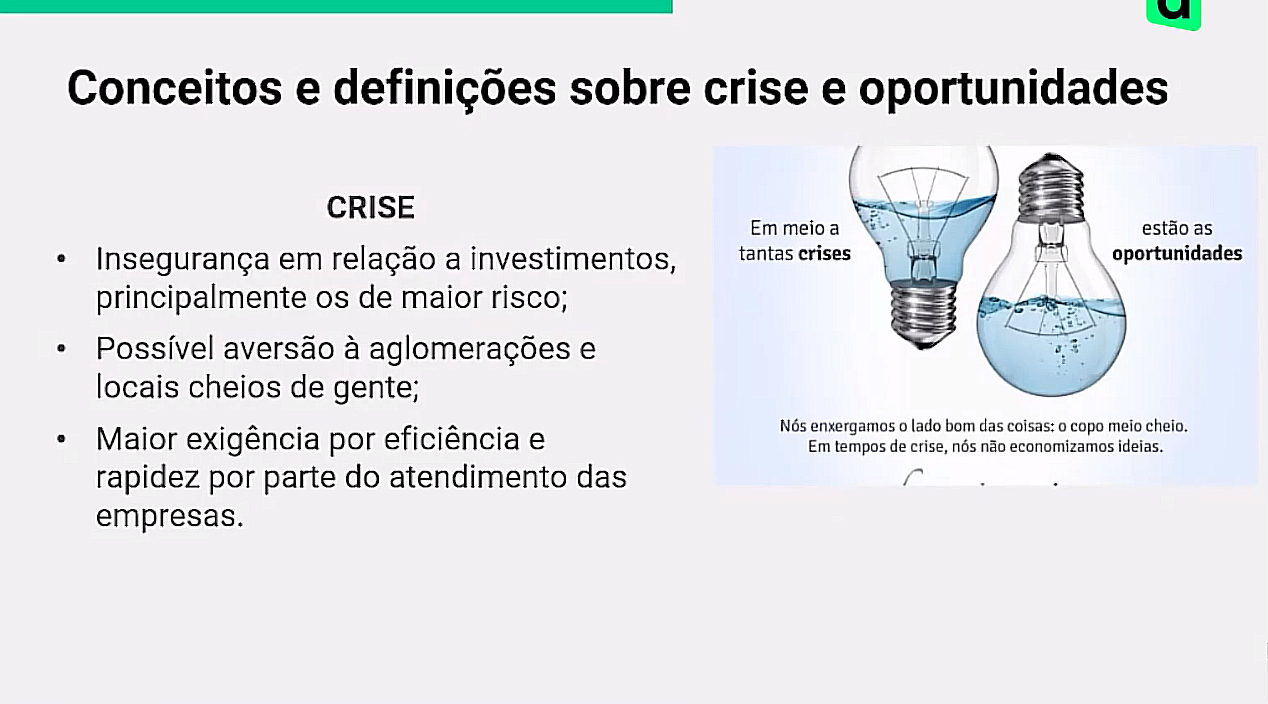 Conceitos e definições sobre crise e oportunidades
CRISE
• Insegurança em relação a investimentos,
principalmente os de maior risco;
• Possível aversão à aglomerações e
locais cheios de gente;
• Maior exigência por eficiência e
rapidez por parte do atendimento das
empresas.
Em meio a
tantas crises
estão as
oportunidades
Nós enxergamos o lado bom das coisas: o copo meio cheio.
Em tempos de crise, nós não economizamos ideias.